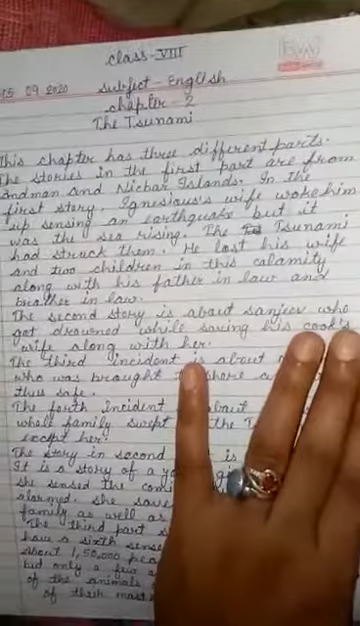 class-VIII
05 09 2020 subject - English
chapter - 2
The Tsunami
This chapter has three different parts.
The stories in the first part are from
Andman and Nicbar Islands. In the
first story, Ignesious's wife woke him
up sensing an earthquake but it
was the sea rising. The Tsunami
had struck them. He lost his wife
and two children in this calamity
along with his father in law and
brother in law.
The second story is about sanjeev who
got drowned while saving his cook's
wife along with her.
The third incident is about
who was brought shore
thus safe.
The forth incident about
whole family swept the
except her.
The story in second is
It is a story of a
she sensed the
alarmed. she save
family as well as
The third part
have a sixth sense
about 1,50,000
but only a few
of the animals
of their mast